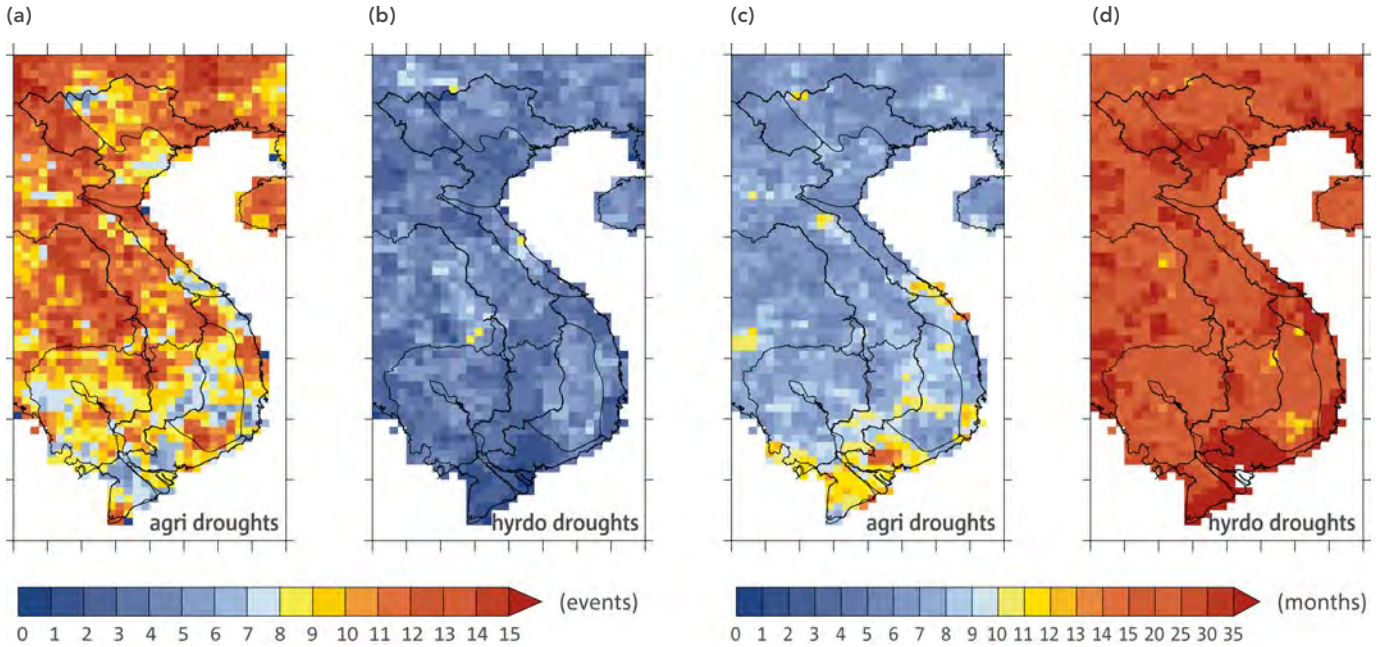 (a) (b) (c) (d)
agri droughts hyrdo droughts agri droughts hyrdo droughts
(events) (months)
0 1 2 3 4 5 6 7 8 9 10 11 12 13 14 15 0 1 2 3 4 5 6 7 8 9 10 11 12 13 14 15 20 25 30 35